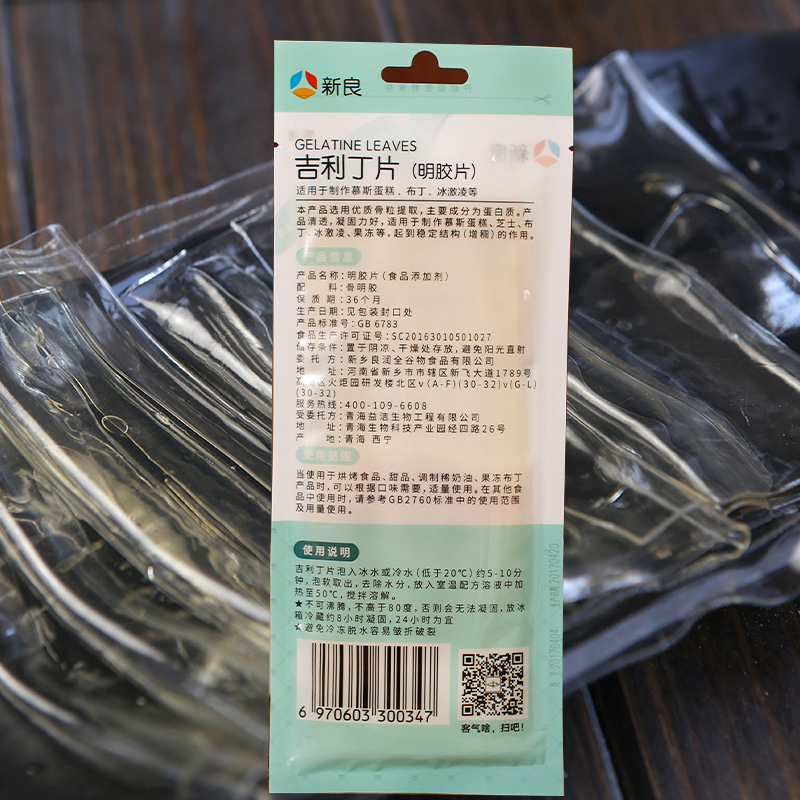 新良
GELATINE LEAVES
吉利丁片（明胶片）
适用于制作慕斯蛋糕、布丁、冰激凌等
本产品选用优质骨粒提取，主要成分为蛋白质。产
品清透，凝固力好，适用于制作慕斯蛋糕、芝士、布
丁、冰激凌、果冻等，起到稳定结构（增稠）的作用。
产品信息
产品名称：明胶片（食品添加剂）
配 料：骨明胶
保 质 期：36个月
生产日期：见包装封口处
产品标准号：GB 6783
食品生产许可证号：SC20163010501027
储存条件：置于阴凉、干燥处存放，避免阳光直射
委 托 方：新乡良润全谷物食品有限公司
地 址：河南省新乡市市辖区新飞大道1789号
高新区火炬园研发楼北区v(A-F)(30-32)v(G-L)
(30-32)
服务热线：400-109-6608
受委托方：青海益洁生物工程有限公司
地 址：青海生物科技产业园经四路26号
产 地：青海 西宁
使用范围
当使用于烘烤食品、甜品、调制稀奶油、果冻布丁
产品时，可以根据口味需要，适量使用。在其他食
品中使用时，请参考GB2760标准中的使用范围
及用量使用。
使用说明
吉利丁片泡入冰水或冷水（低于20℃）约5-10分
钟，泡软取出，去除水分，放入室温配方溶液中加
热至50℃，搅拌溶解。
★不可沸腾，不高于80度，否则会无法凝固，放冰
箱冷藏约8小时凝固，24小时为宜
★避免冷冻脱水容易皱折破裂
6 970603 300347
客气啥，扫吧！
20170404
20170420